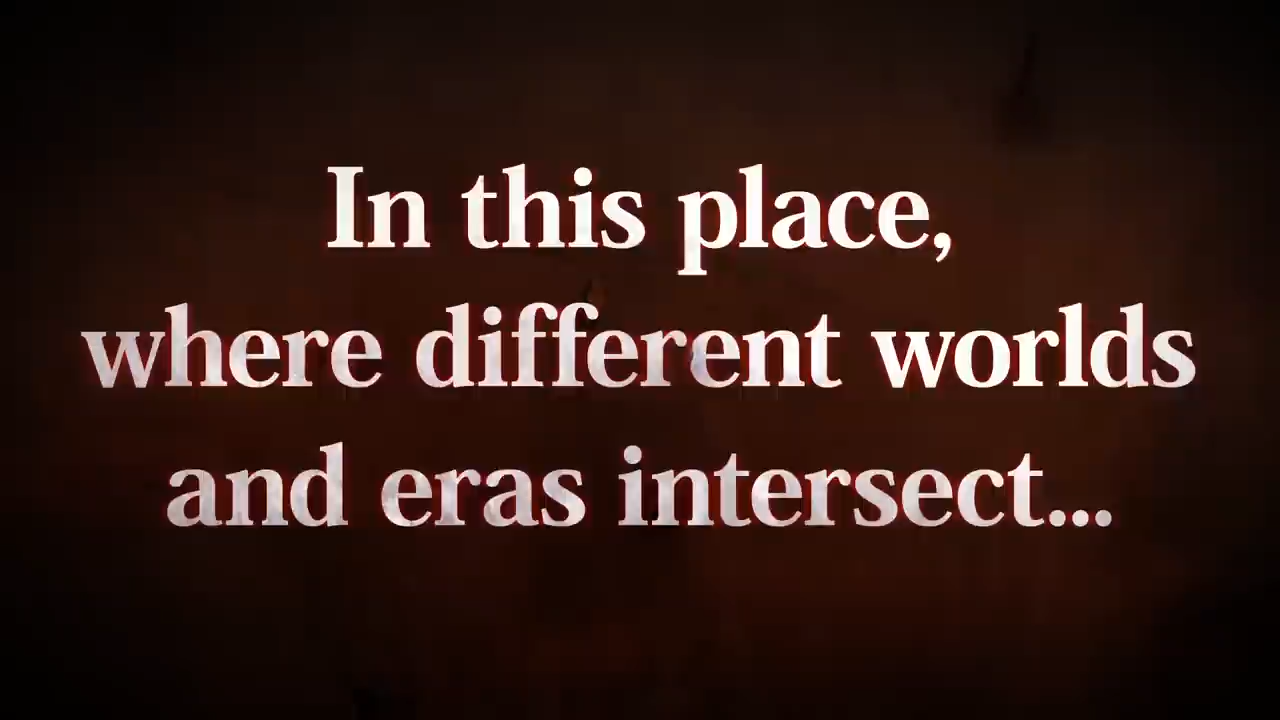 In this place,
where different worlds
and eras intersect...